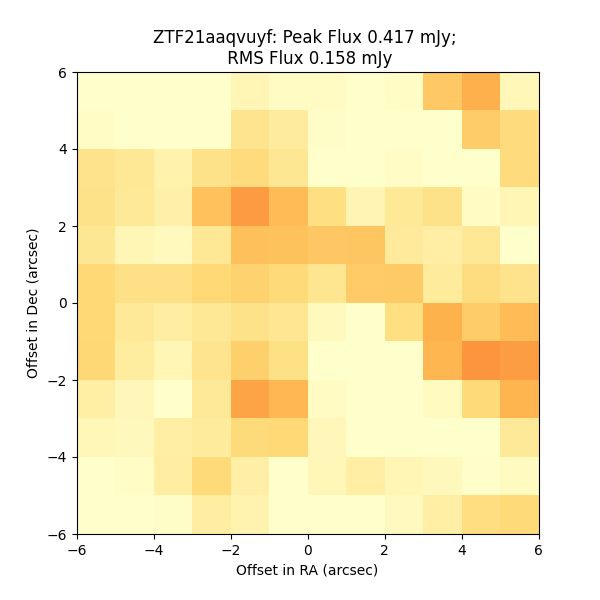 ZTF21aaqvuyf: Peak Flux 0.417 mJy;
RMS Flux 0.158 mJy
6
4
2
0
−2
−4
−6
Offset in Dec (arcsec)
−6 −4 −2 0 2 4 6
Offset in RA (arcsec)